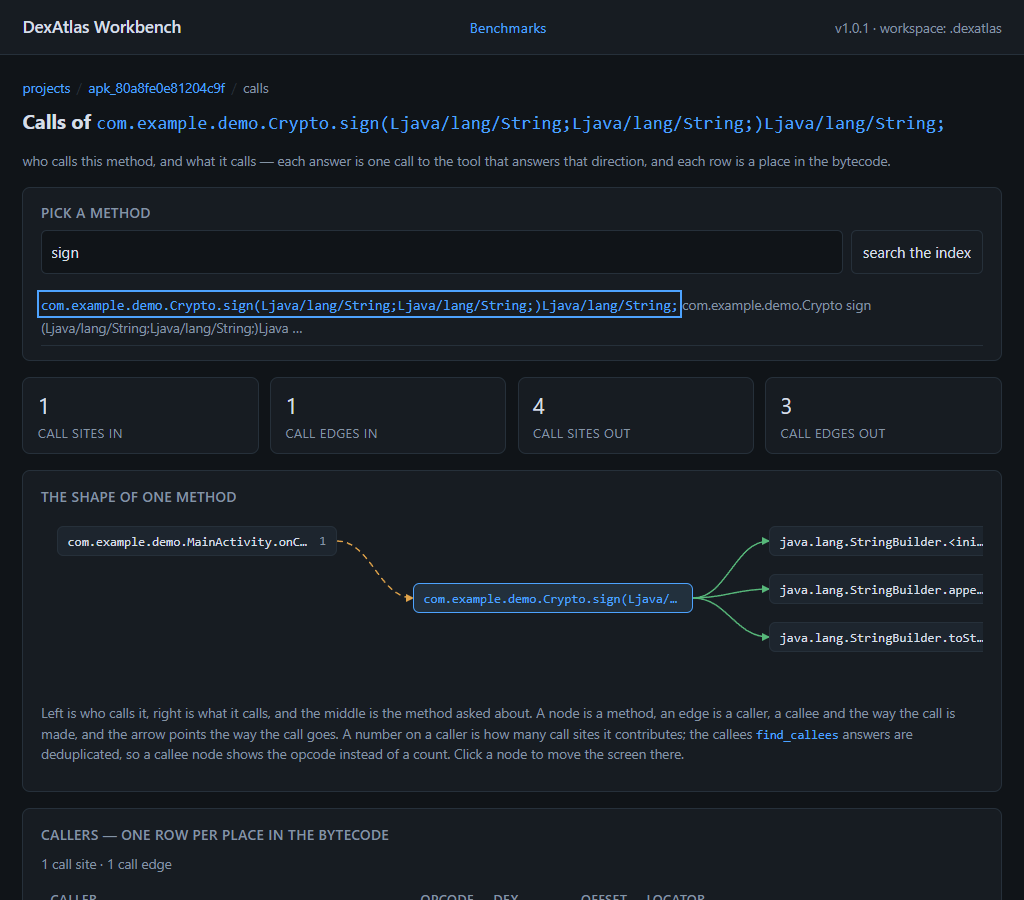 DexAtlas Workbench
Benchmarks
v1.0.1 · workspace: .dexatlas
projects / apk_80a8fe0e81204c9f / calls
Calls of com.example.demo.Crypto.sign(Ljava/lang/String;Ljava/lang/String;)Ljava/lang/String;
who calls this method, and what it calls — each answer is one call to the tool that answers that direction, and each row is a place in the bytecode.
PICK A METHOD
sign
search the index
com.example.demo.Crypto.sign(Ljava/lang/String;Ljava/lang/String;)Ljava/lang/String; com.example.demo.Crypto sign
(Ljava/lang/String;Ljava/lang/String;)Ljava ...
1
CALL SITES IN
1
CALL EDGES IN
4
CALL SITES OUT
3
CALL EDGES OUT
THE SHAPE OF ONE METHOD
com.example.demo.MainActivity.onC… 1
com.example.demo.Crypto.sign(Ljava/…
java.lang.StringBuilder.<ini…
java.lang.StringBuilder.appe…
java.lang.StringBuilder.toSt…
Left is who calls it, right is what it calls, and the middle is the method asked about. A node is a method, an edge is a caller, a callee and the way the call is
made, and the arrow points the way the call goes. A number on a caller is how many call sites it contributes; the callees find_callees answers are
deduplicated, so a callee node shows the opcode instead of a count. Click a node to move the screen there.
CALLERS — ONE ROW PER PLACE IN THE BYTECODE
1 call site · 1 call edge
CALLER OPCODE DEX OFFSET LOCATOR